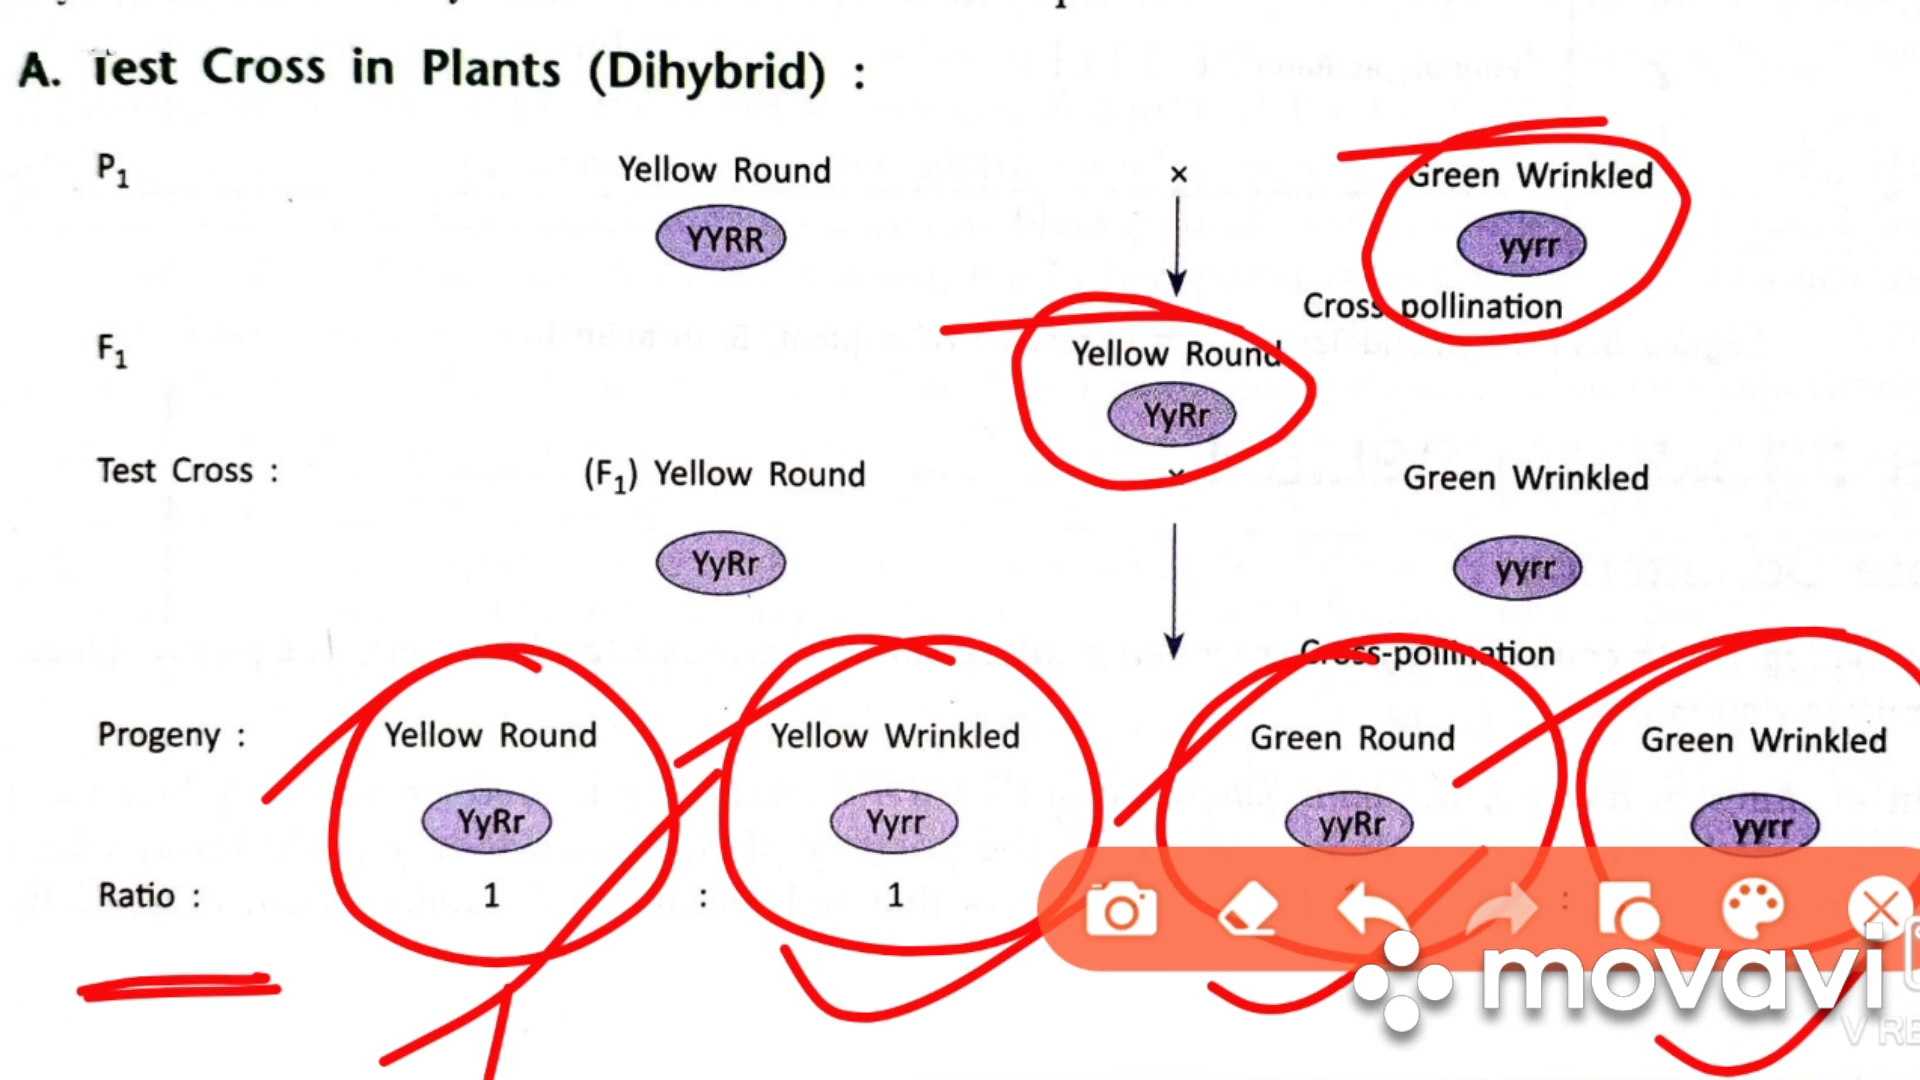 A. Test Cross in Plants (Dihybrid) :
P1 Yellow Round × Green Wrinkled
YYRR yyrr
Cross pollination
F1 Yellow Round
YyRr
Test Cross : (F1) Yellow Round × Green Wrinkled
YyRr yyrr
Cross-pollination
Progeny : Yellow Round Yellow Wrinkled Green Round Green Wrinkled
YyRr Yyrr yyRr yyrr
Ratio : 1 : 1 :
movavi